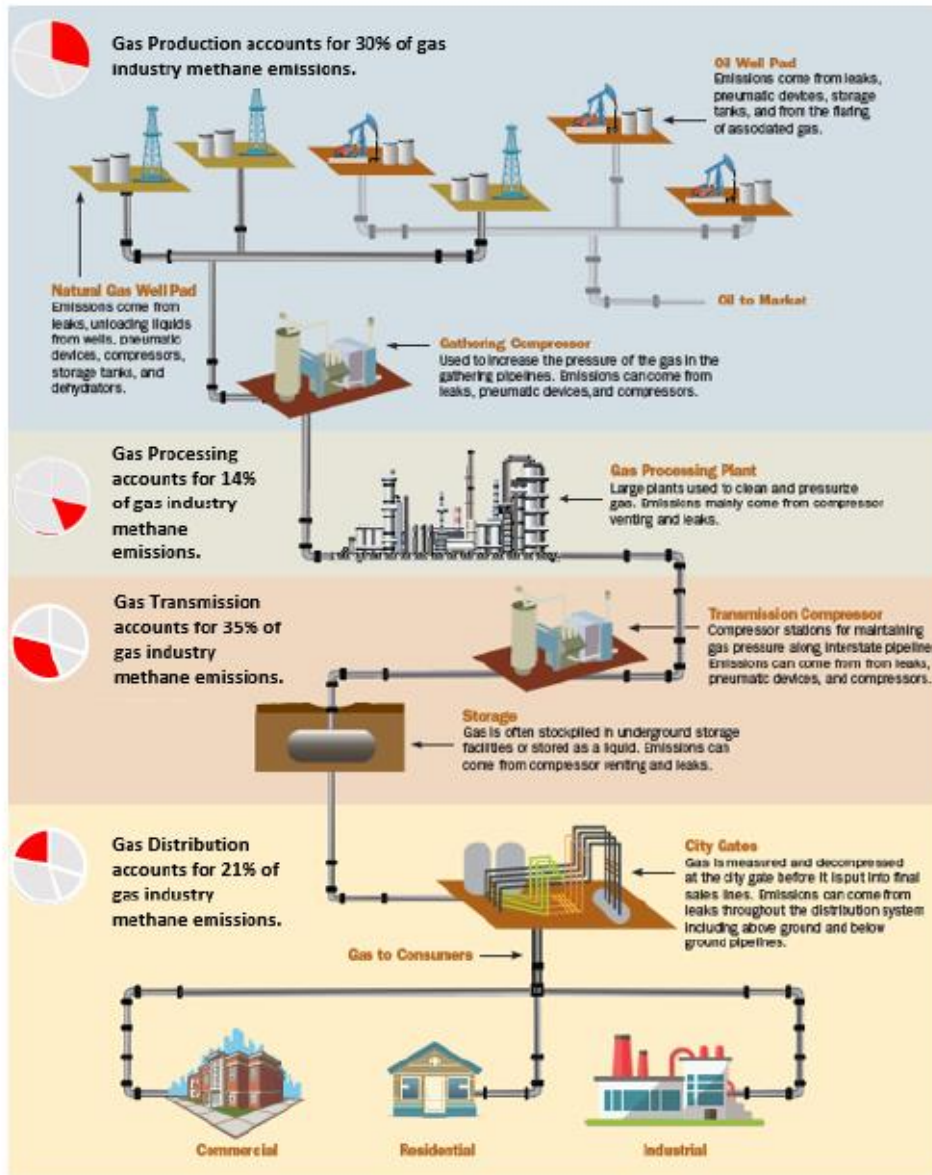 Gas Production accounts for 30% of gas
industry methane emissions.
Oil Well Pad
Emissions come from leaks,
pneumatic devices, storage
tanks, and from the flaring
of associated gas.
Natural Gas Well Pad
Emissions come from
leaks, unloading liquids
from wells, pneumatic
devices, compressors,
storage tanks, and
dehydrators.
Oil to Market
Gathering Compressor
Used to increase the pressure of the gas in the
gathering pipelines. Emissions can come from
leaks, pneumatic devices, and compressors.
Gas Processing
accounts for 14%
of gas industry
methane
emissions.
Gas Processing Plant
Large plants used to clean and pressurize
gas. Emissions mainly come from compressor
venting and leaks.
Gas Transmission
accounts for 35% of
gas industry
methane emissions.
Transmission Compressor
Compressor stations for maintaining
gas pressure along interstate pipeline
Emissions can come from from leaks,
pneumatic devices, and compressors.
Storage
Gas is often stockpiled in underground storage
facilities or stored as a liquid. Emissions can
come from compressor venting and leaks.
Gas Distribution
accounts for 21% of
gas industry
methane emissions.
City Gates
Gas is measured and decompressed
at the city gate before it is put into final
sales lines. Emissions can come from
leaks throughout the distribution system
including above ground and below
ground pipelines.
Gas to Consumers
Commercial
Residential
Industrial